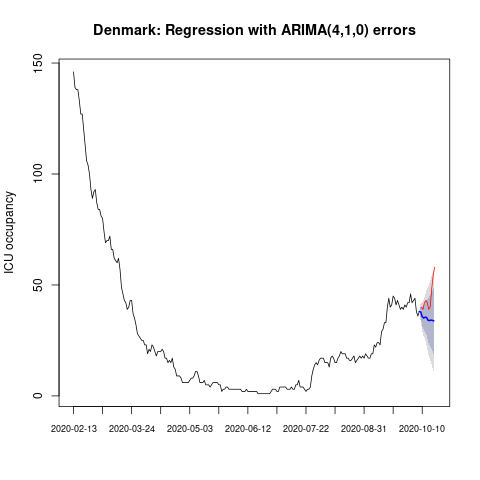 Denmark: Regression with ARIMA(4,1,0) errors
ICU occupancy
150
100
50
0
2020-02-13 2020-03-24 2020-05-03 2020-06-12 2020-07-22 2020-08-31 2020-10-10